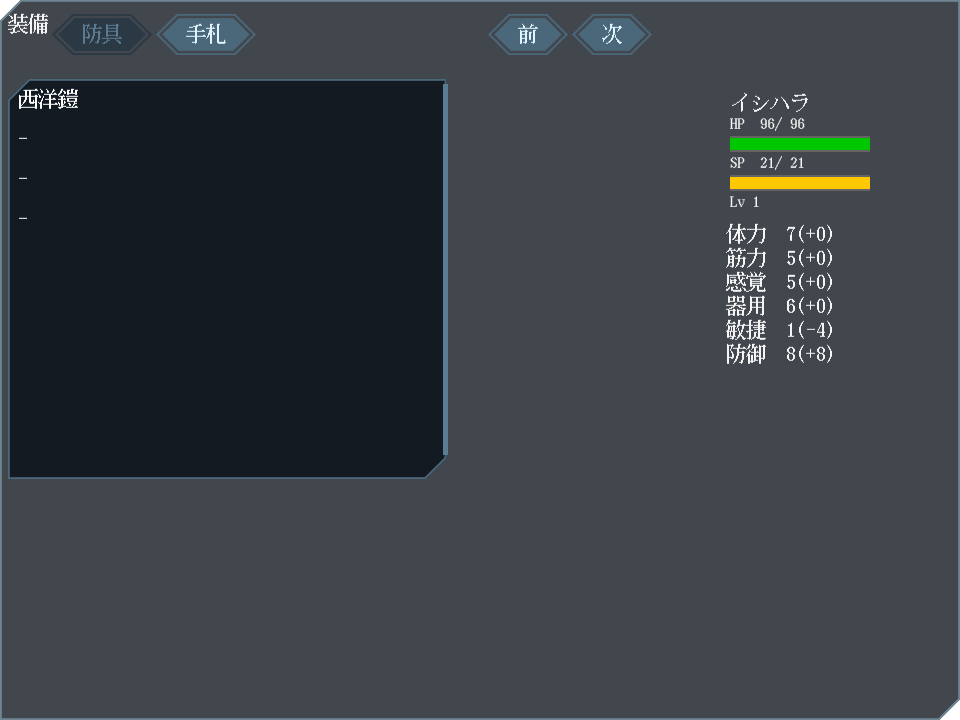 装備
防具 手札 前 次
西洋鎧
-
-
-
イシハラ
HP 96/ 96
SP 21/ 21
Lv 1
体力 7(+0)
筋力 5(+0)
感覚 5(+0)
器用 6(+0)
敏捷 1(-4)
防御 8(+8)